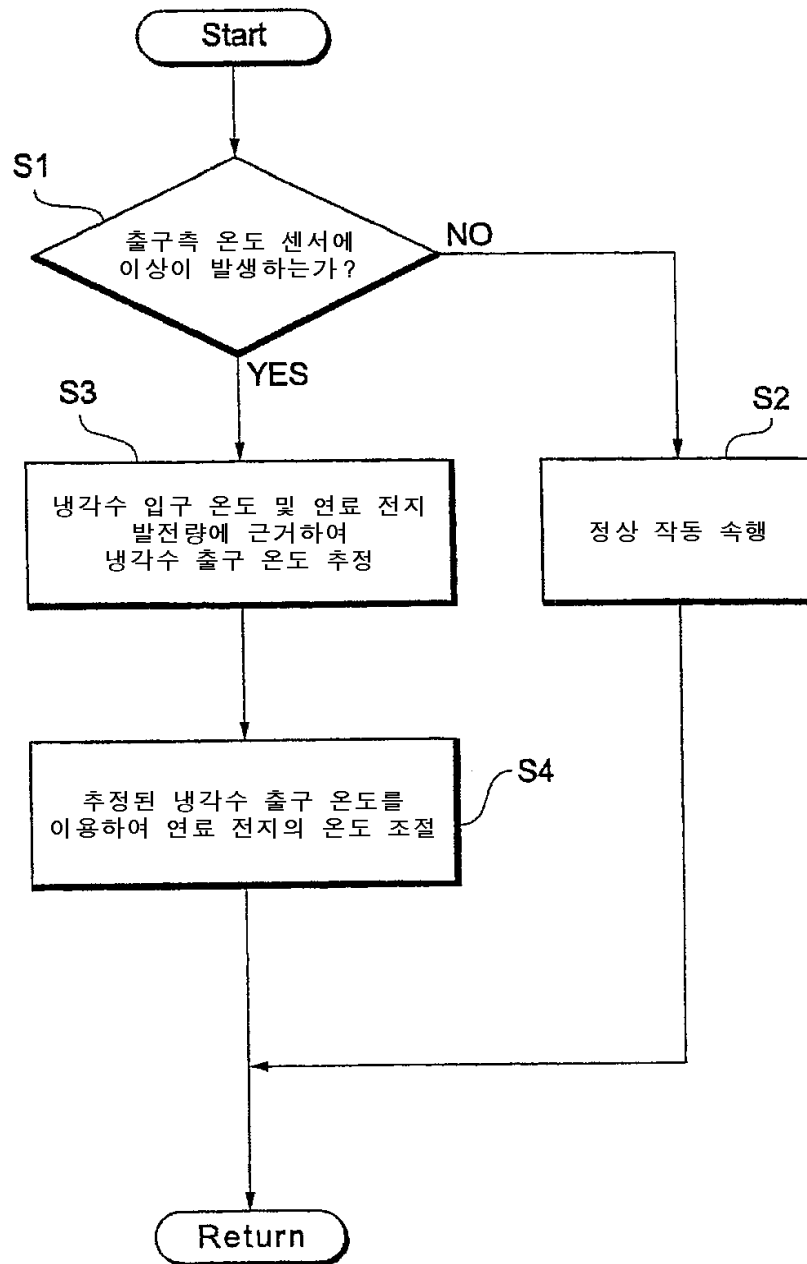 Start
S1
출구측 온도 센서에
이상이 발생하는가?
NO
YES
S3
냉각수 입구 온도 및 연료 전지
발전량에 근거하여
냉각수 출구 온도 추정
S2
정상 작동 속행
추정된 냉각수 출구 온도를
이용하여 연료 전지의 온도 조절
S4
Return